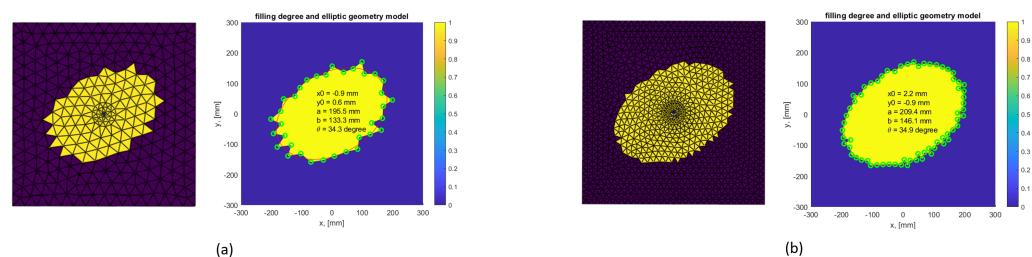 filling degree and elliptic geometry model
300
200
100
0
-100
-200
-300
y, [mm]
x0 = -0.9 mm
y0 = 0.6 mm
a = 195.5 mm
b = 133.3 mm
θ = 34.3 degree
-300 -200 -100 0 100 200 300
x, [mm]
1
0.9
0.8
0.7
0.6
0.5
0.4
0.3
0.2
0.1
0
(a)
filling degree and elliptic geometry model
300
200
100
0
-100
-200
-300
y, [mm]
x0 = 2.2 mm
y0 = -0.9 mm
a = 209.4 mm
b = 146.1 mm
θ = 34.9 degree
-300 -200 -100 0 100 200 300
x, [mm]
1
0.9
0.8
0.7
0.6
0.5
0.4
0.3
0.2
0.1
0
(b)